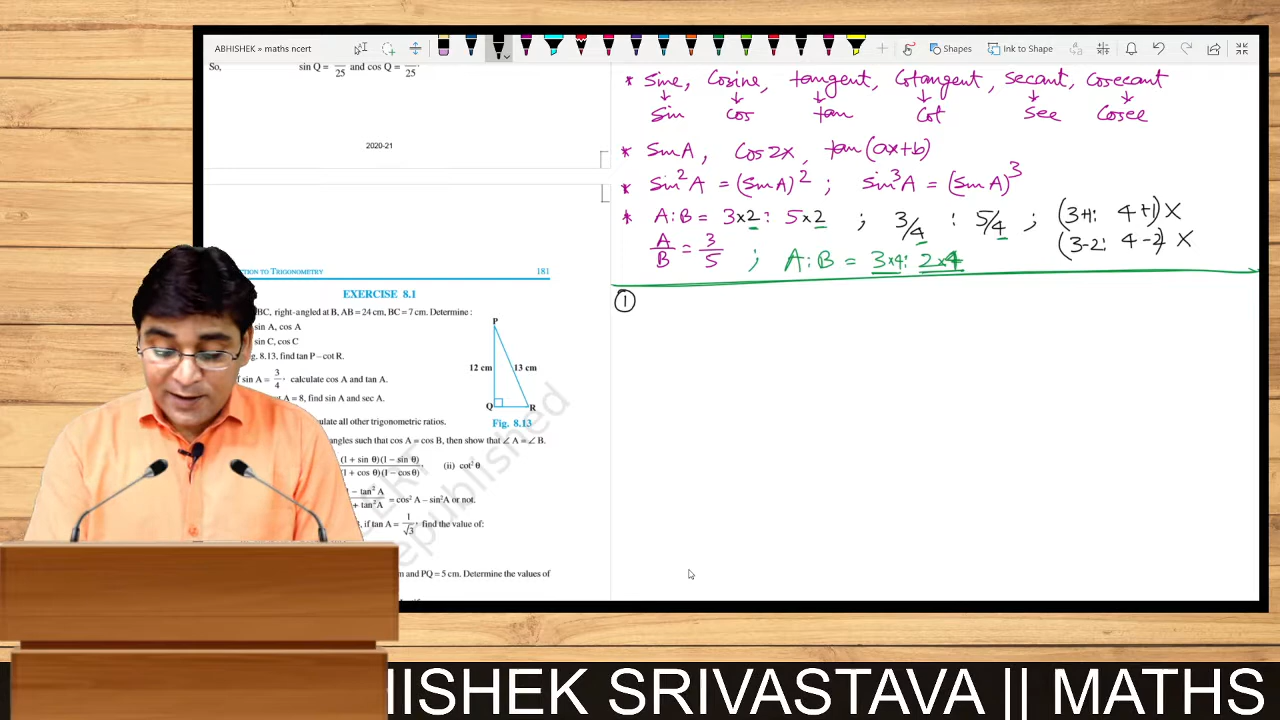 ABHISHEK » maths ncert
Shapes
Ink to Shape
So,
sin Q = /25 and cos Q = /25 .
2020-21
CTION TO TRIGONOMETRY 181
EXERCISE 8.1
BC, right-angled at B, AB = 24 cm, BC = 7 cm. Determine :
sin A, cos A
sin C, cos C
g. 8.13, find tan P – cot R.
sin A = 3/4 , calculate cos A and tan A.
t A = 8, find sin A and sec A.
ulate all other trigonometric ratios.
angles such that cos A = cos B, then show that ∠ A = ∠ B.
(1 + sin θ)(1 – sin θ) / (1 + cos θ)(1 – cos θ) , (ii) cot² θ
– tan² A / + tan² A = cos² A – sin² A or not.
, if tan A = 1/√3 , find the value of:
m and PQ = 5 cm. Determine the values of
P
12 cm 13 cm
Q R
Fig. 8.13
republished
* Sine, Cosine, tangent, Cotangent, Secant, Cosecant
↓ ↓ ↓ ↓ ↓ ↓
Sin Cos tan Cot Sec Cosec
* SinA, Cos2x, tan(ax+b)
* Sin²A = (SinA)² ; Sin³A = (SinA)³
* A:B = 3×2 : 5×2 ; 3/4 : 5/4 ; (3+1 : 4+1) X
(3-2 : 4-2) X
A/B = 3/5 ; A:B = 3×4 : 2×4
①
HISHEK SRIVASTAVA || MATHS